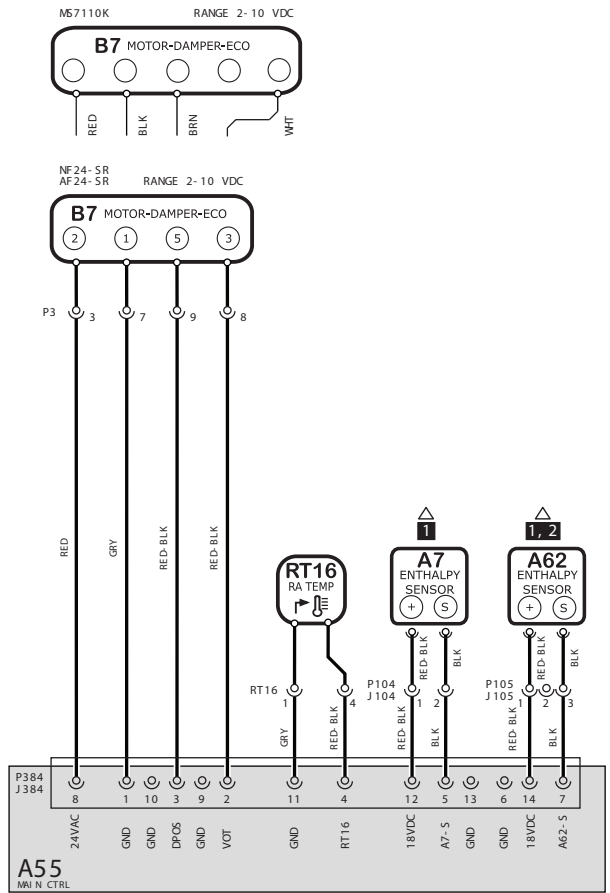 MS7110K RANGE 2-10 VDC
B7 MOTOR-DAMPER-ECO
RED BLK BRN WHT
NF24-SR
AF24-SR RANGE 2-10 VDC
B7 MOTOR-DAMPER-ECO
2 1 5 3
P3 3 7 9 8
RED GRY RED-BLK RED-BLK
1 1, 2
RT16 A7 A62
RA TEMP ENTHALPY ENTHALPY
SENSOR SENSOR
+ S + S
RED-BLK BLK RED-BLK BLK
RT16 P104 P105
J104 J105
1 4 1 2 1 2 3
GRY RED-BLK RED-BLK BLK RED-BLK BLK
P384
J384
8 1 10 3 9 2 11 4 12 5 13 6 14 7
24VAC GND GND DPOS GND VOT GND RT16 18VDC A7-S GND GND 18VDC A62-S
A55
MAIN CTRL